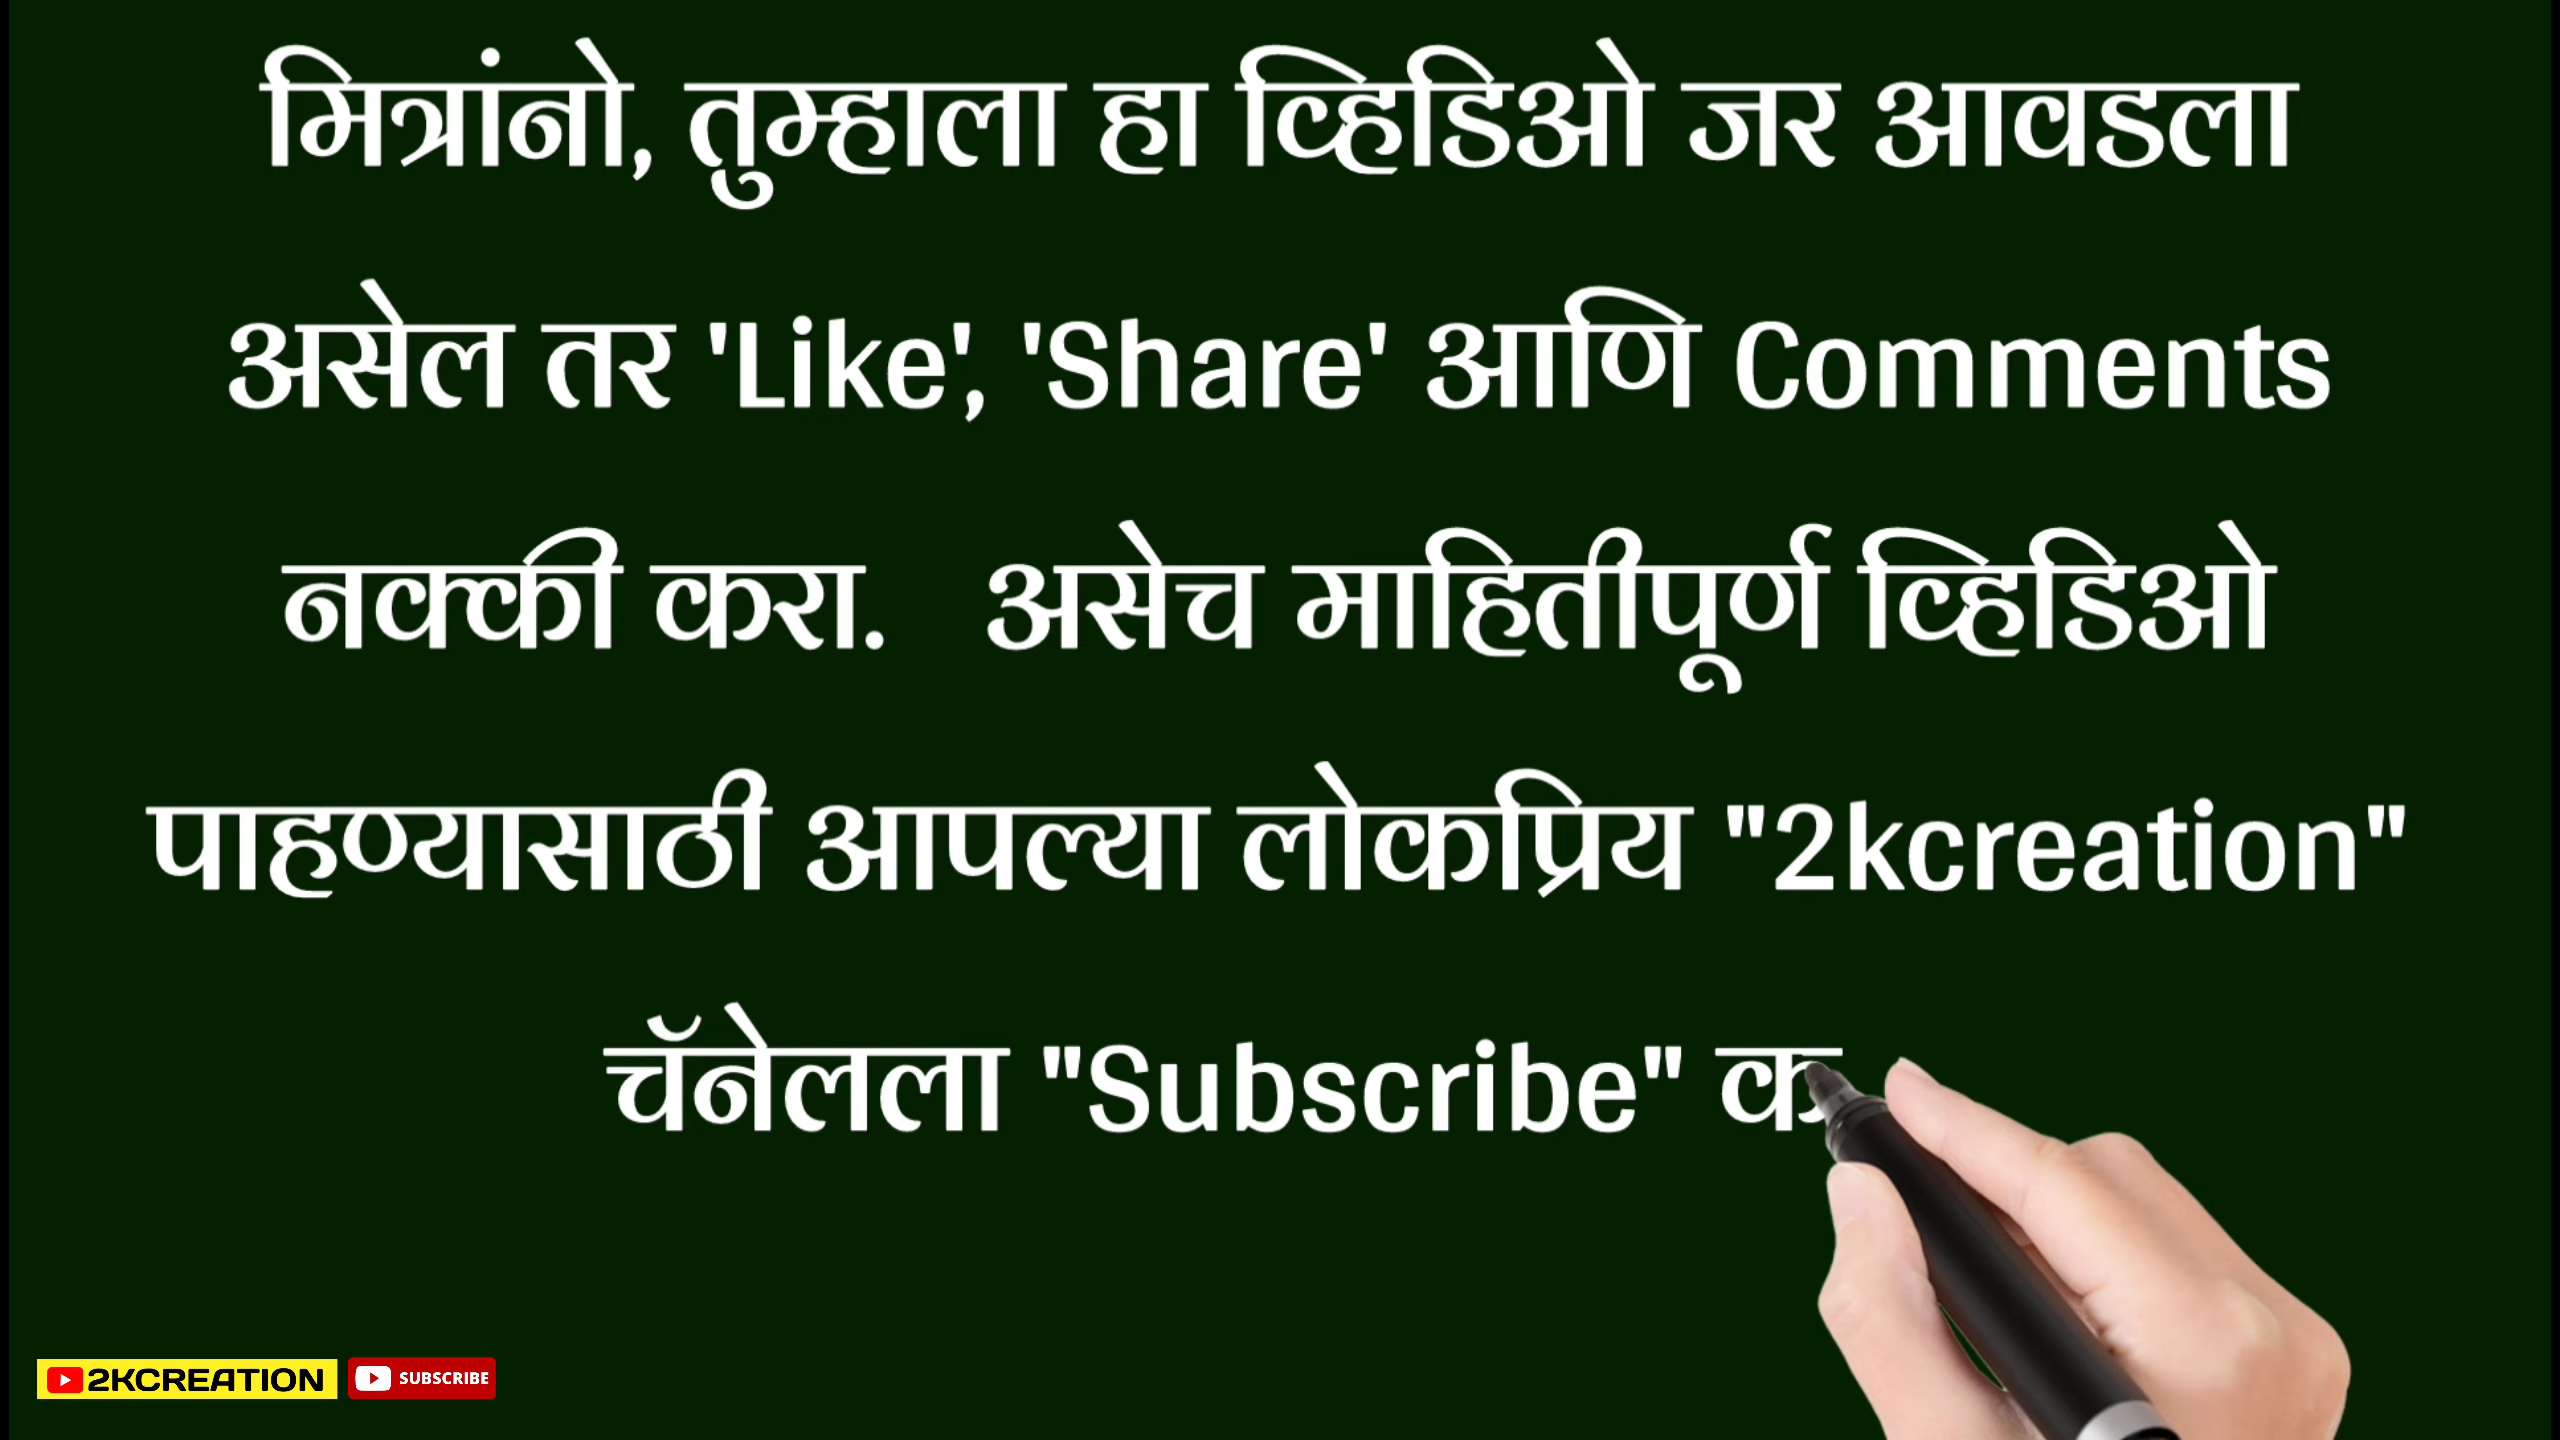 मित्रांनो, तुम्हाला हा व्हिडिओ जर आवडला
असेल तर 'Like', 'Share' आणि Comments
नक्की करा. असेच माहितीपूर्ण व्हिडिओ
पाहण्यासाठी आपल्या लोकप्रिय "2kcreation"
चॅनेलला "Subscribe" क
2KCREATION SUBSCRIBE